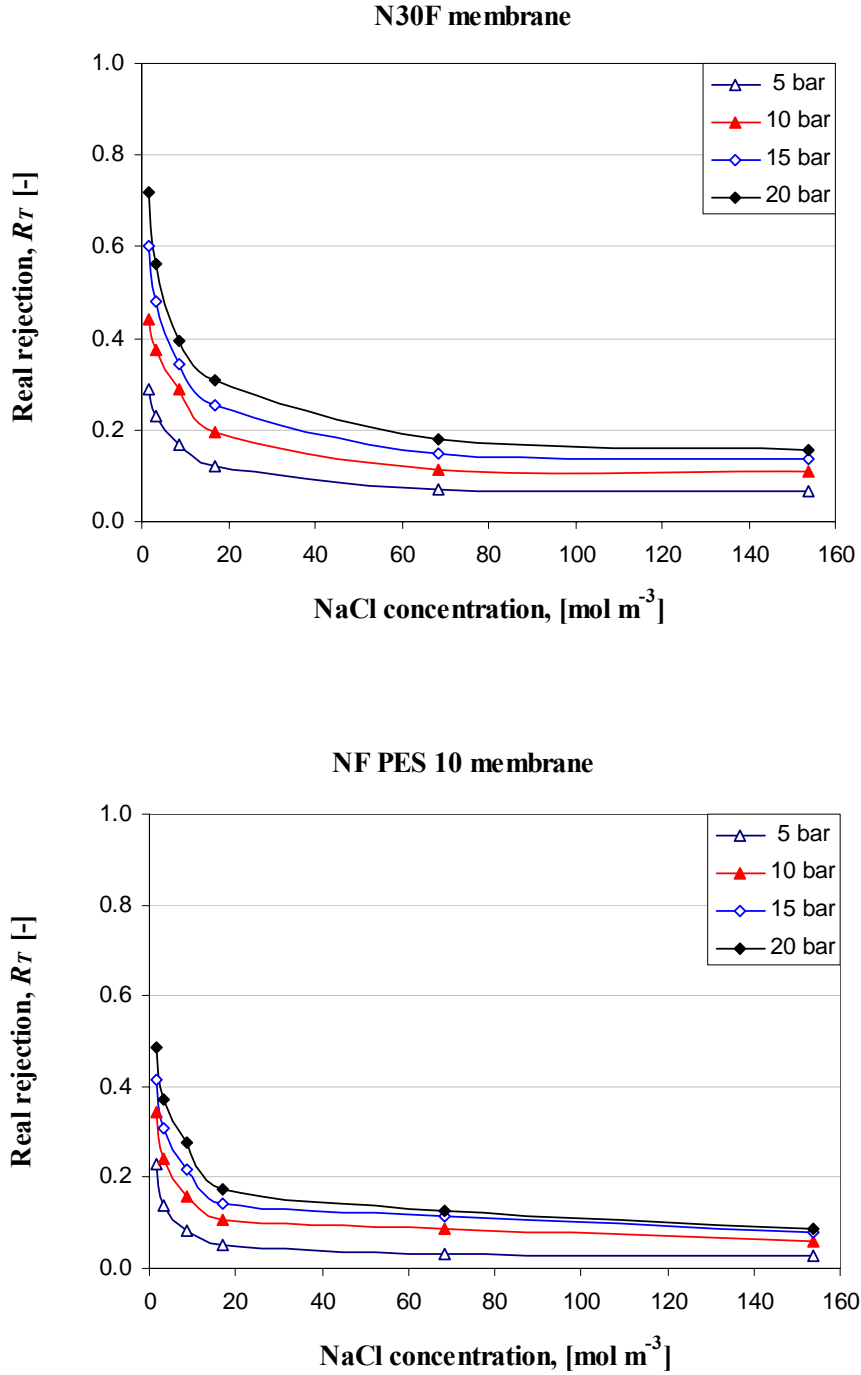 N30F membrane
1.0
0.8
0.6
0.4
0.2
0.0
Real rejection, RT [-]
5 bar
10 bar
15 bar
20 bar
0 20 40 60 80 100 120 140 160
NaCl concentration, [mol m-3]
NF PES 10 membrane
1.0
0.8
0.6
0.4
0.2
0.0
Real rejection, RT [-]
5 bar
10 bar
15 bar
20 bar
0 20 40 60 80 100 120 140 160
NaCl concentration, [mol m-3]